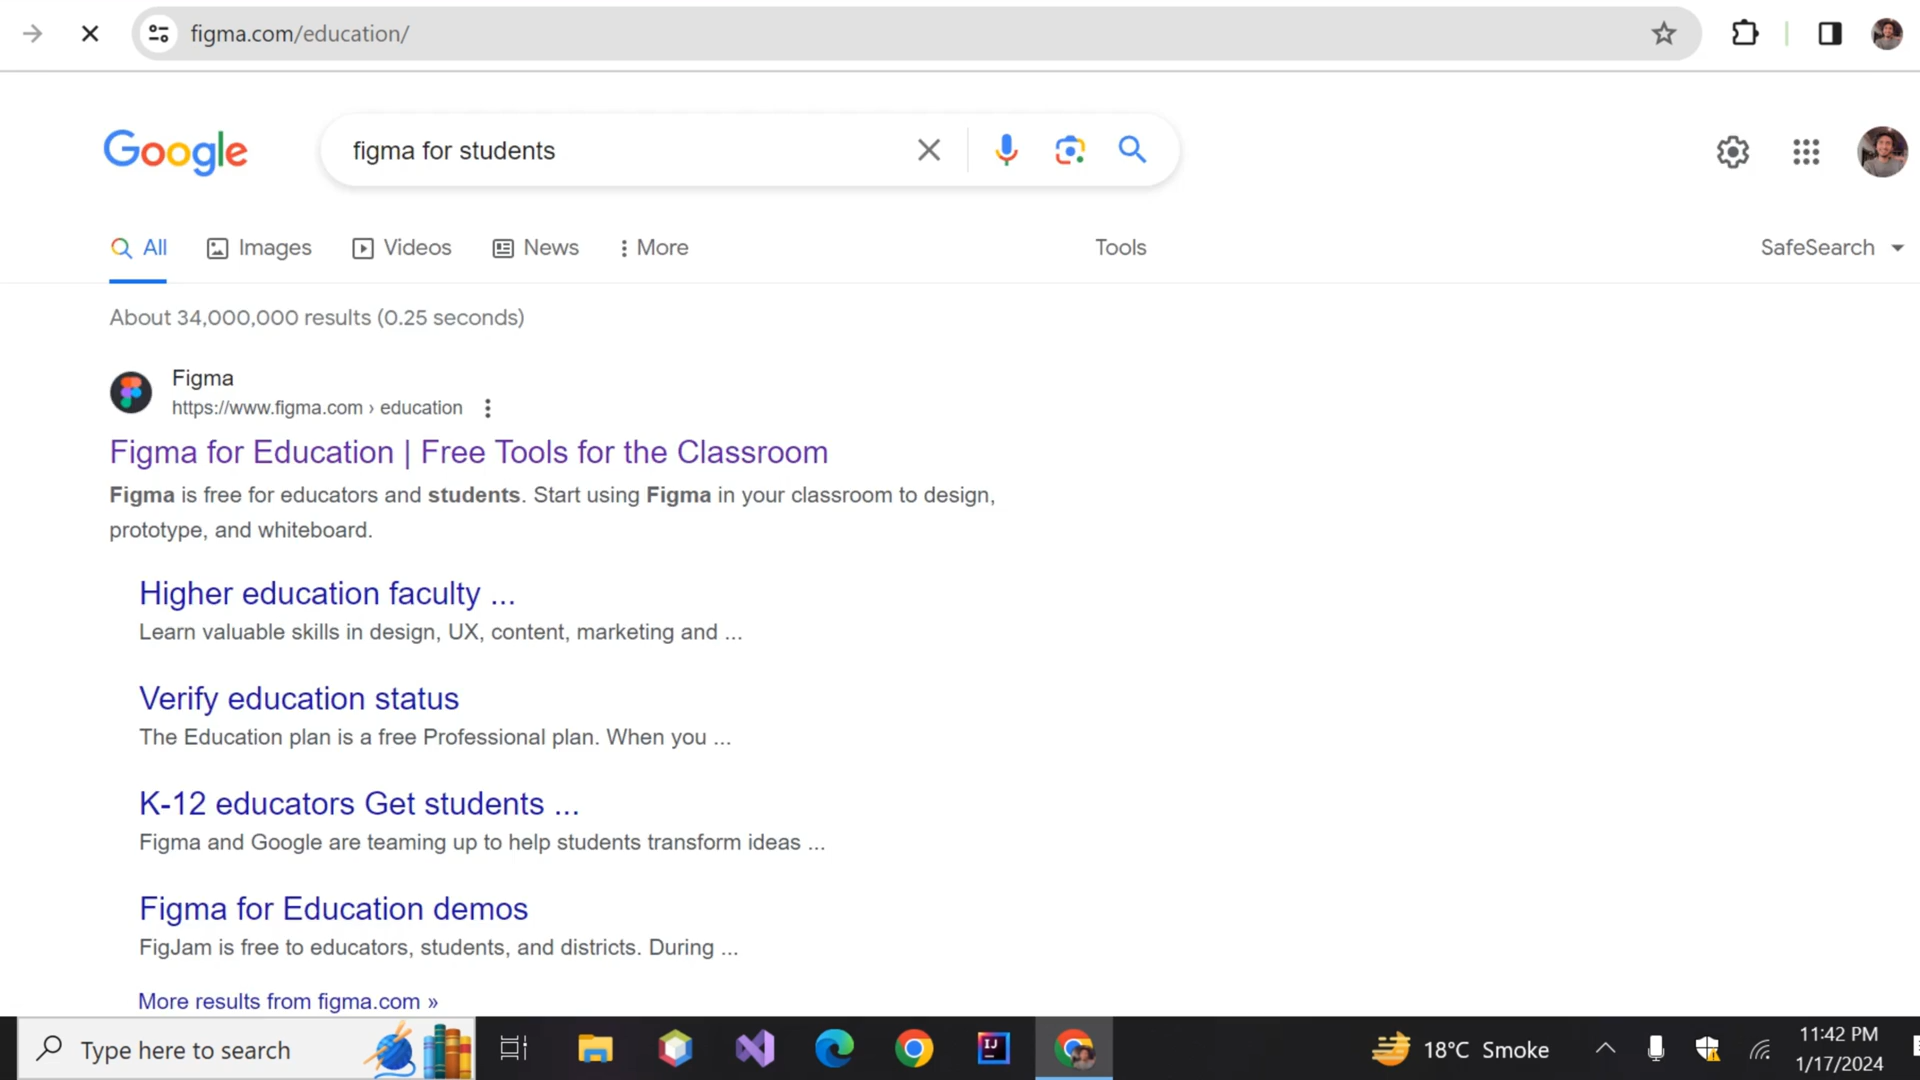 figma.com/education/
Google
figma for students
All Images Videos News More Tools SafeSearch
About 34,000,000 results (0.25 seconds)
Figma
https://www.figma.com › education
Figma for Education | Free Tools for the Classroom
Figma is free for educators and students. Start using Figma in your classroom to design,
prototype, and whiteboard.
Higher education faculty ...
Learn valuable skills in design, UX, content, marketing and ...
Verify education status
The Education plan is a free Professional plan. When you ...
K-12 educators Get students ...
Figma and Google are teaming up to help students transform ideas ...
Figma for Education demos
FigJam is free to educators, students, and districts. During ...
More results from figma.com »
Type here to search
IJ
18°C Smoke
11:42 PM
1/17/2024